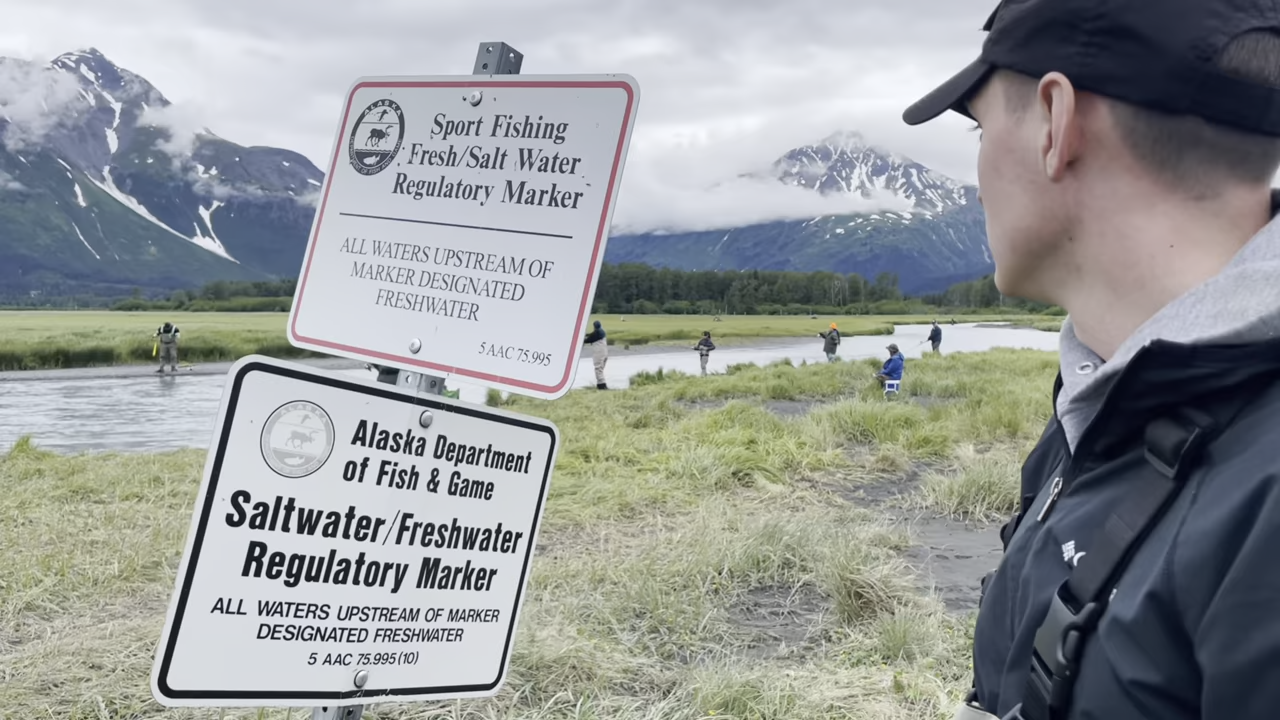 ALASKA
Sport Fishing
Fresh/Salt Water
Regulatory Marker
ALL WATERS UPSTREAM OF
MARKER DESIGNATED
FRESHWATER
5 AAC 75.995
Alaska Department
of Fish & Game
Saltwater/Freshwater
Regulatory Marker
ALL WATERS UPSTREAM OF MARKER
DESIGNATED FRESHWATER
5 AAC 75.995(10)